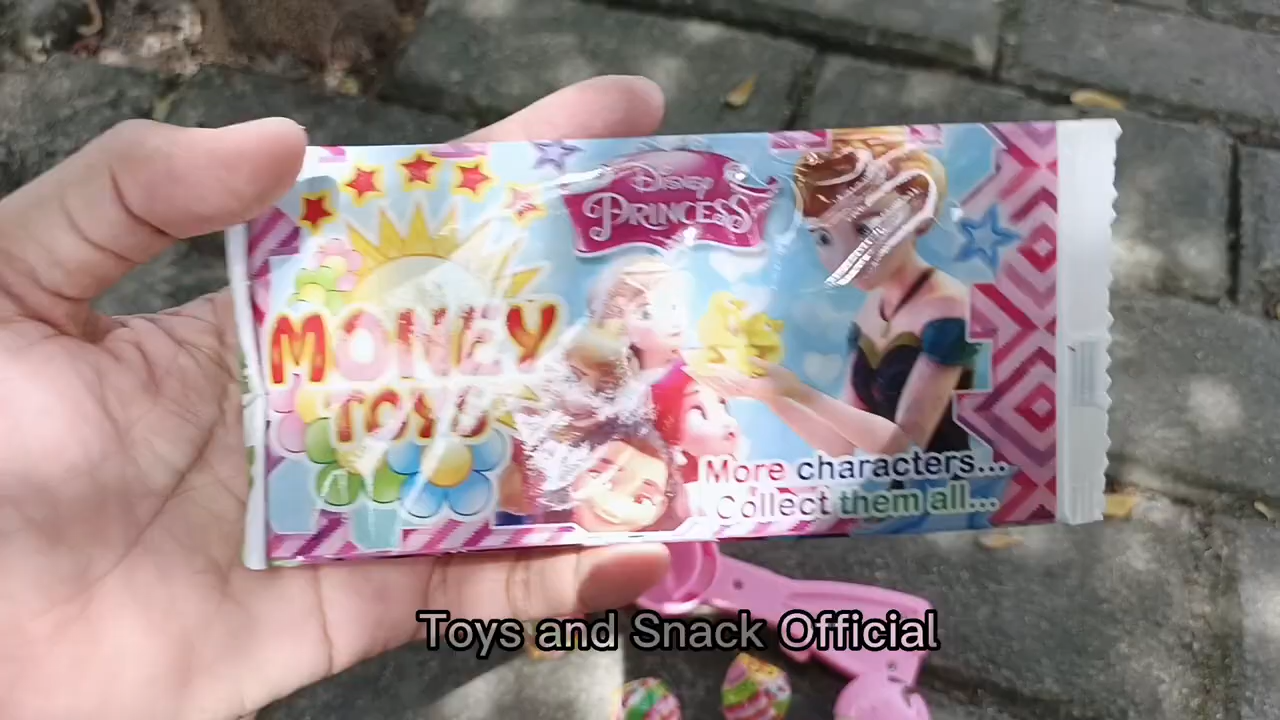 Disney
PRINCESS
MONEY
TOYS
More characters...
Collect them all...
Toys and Snack Official